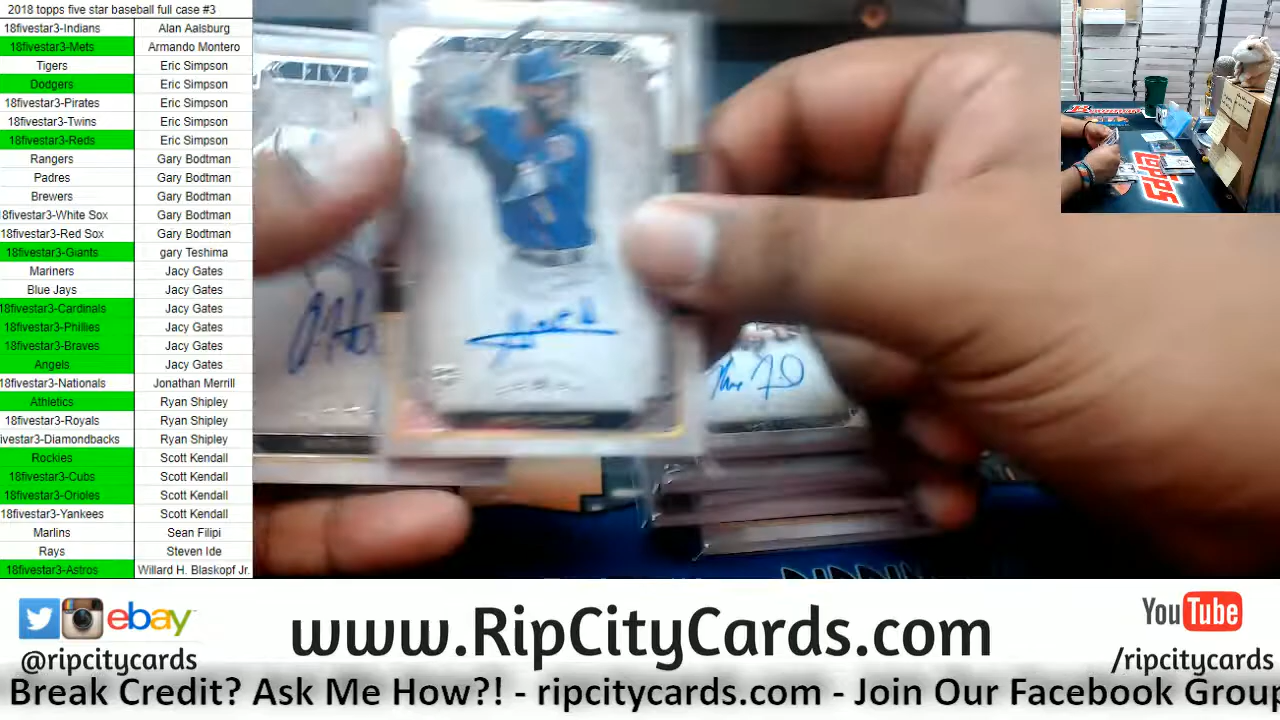 2018 topps five star baseball full case #3
18fivestar3-Indians Alan Aalsburg
18fivestar3-Mets Armando Montero
Tigers Eric Simpson
Dodgers Eric Simpson
18fivestar3-Pirates Eric Simpson
18fivestar3-Twins Eric Simpson
18fivestar3-Reds Eric Simpson
Rangers Gary Bodtman
Padres Gary Bodtman
Brewers Gary Bodtman
8fivestar3-White Sox Gary Bodtman
18fivestar3-Red Sox Gary Bodtman
18fivestar3-Giants gary Teshima
Mariners Jacy Gates
Blue Jays Jacy Gates
18fivestar3-Cardinals Jacy Gates
18fivestar3-Phillies Jacy Gates
18fivestar3-Braves Jacy Gates
Angels Jacy Gates
18fivestar3-Nationals Jonathan Merrill
Athletics Ryan Shipley
18fivestar3-Royals Ryan Shipley
ivestar3-Diamondbacks Ryan Shipley
Rockies Scott Kendall
18fivestar3-Cubs Scott Kendall
18fivestar3-Orioles Scott Kendall
18fivestar3-Yankees Scott Kendall
Marlins Sean Filipi
Rays Steven Ide
18fivestar3-Astros Willard H. Blaskopf Jr.
topps
ebay
@ripcitycards
www.RipCityCards.com
YouTube
/ripcitycards
Break Credit? Ask Me How?! - ripcitycards.com - Join Our Facebook Group